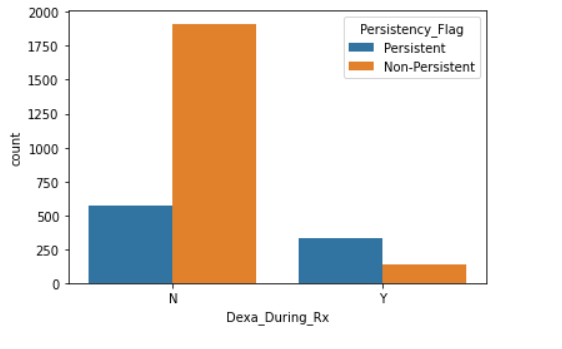 2000
1750
1500
1250
1000
750
500
250
0
count
Persistency_Flag
Persistent
Non-Persistent
N
Y
Dexa_During_Rx